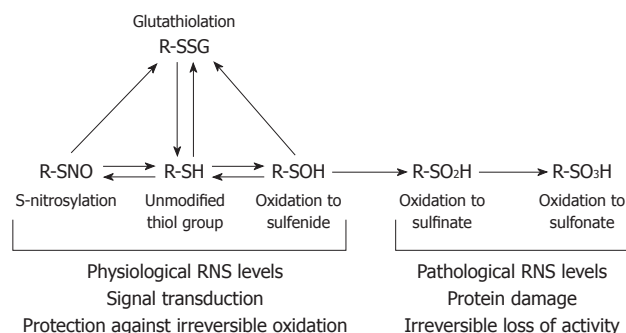 Glutathiolation
R-SSG
R-SNO R-SH R-SOH R-SO₂H R-SO₃H
S-nitrosylation Unmodified Oxidation to Oxidation to Oxidation to
thiol group sulfenide sulfinate sulfonate
Physiological RNS levels Pathological RNS levels
Signal transduction Protein damage
Protection against irreversible oxidation Irreversible loss of activity